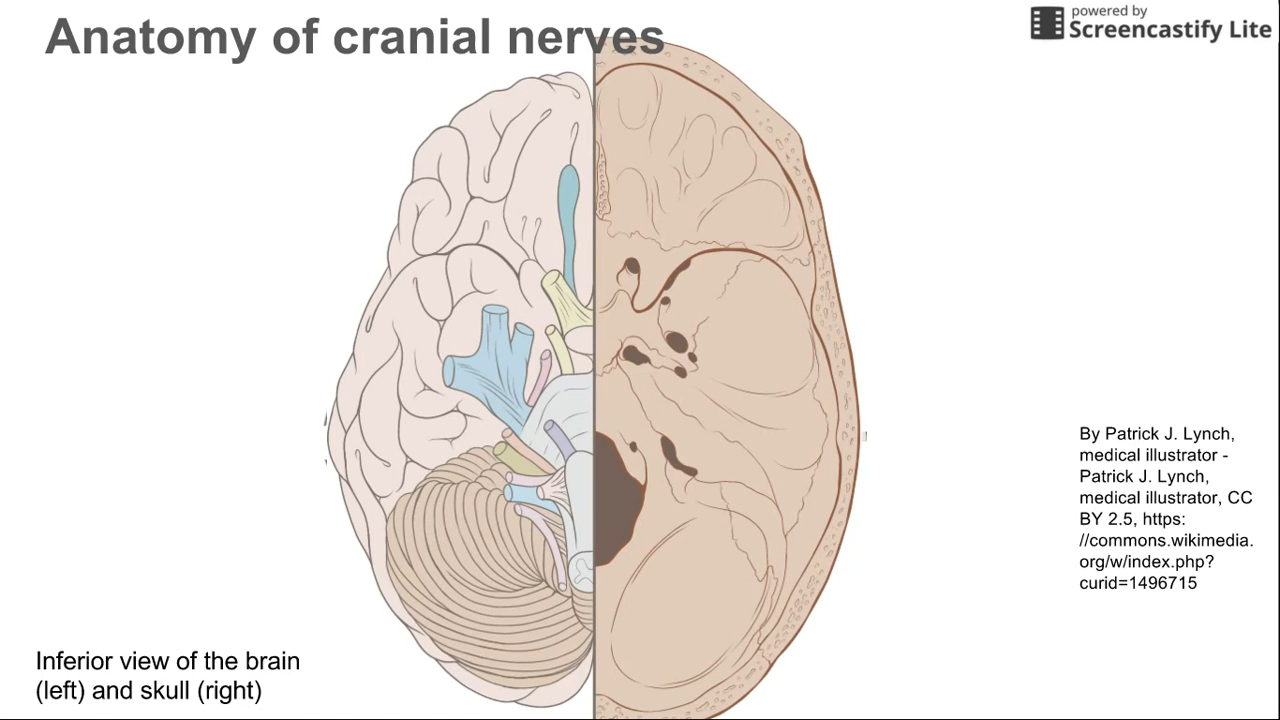 Anatomy of cranial nerves
powered by
Screencastify Lite
By Patrick J. Lynch,
medical illustrator -
Patrick J. Lynch,
medical illustrator, CC
BY 2.5, https:
//commons.wikimedia.
org/w/index.php?
curid=1496715
Inferior view of the brain
(left) and skull (right)